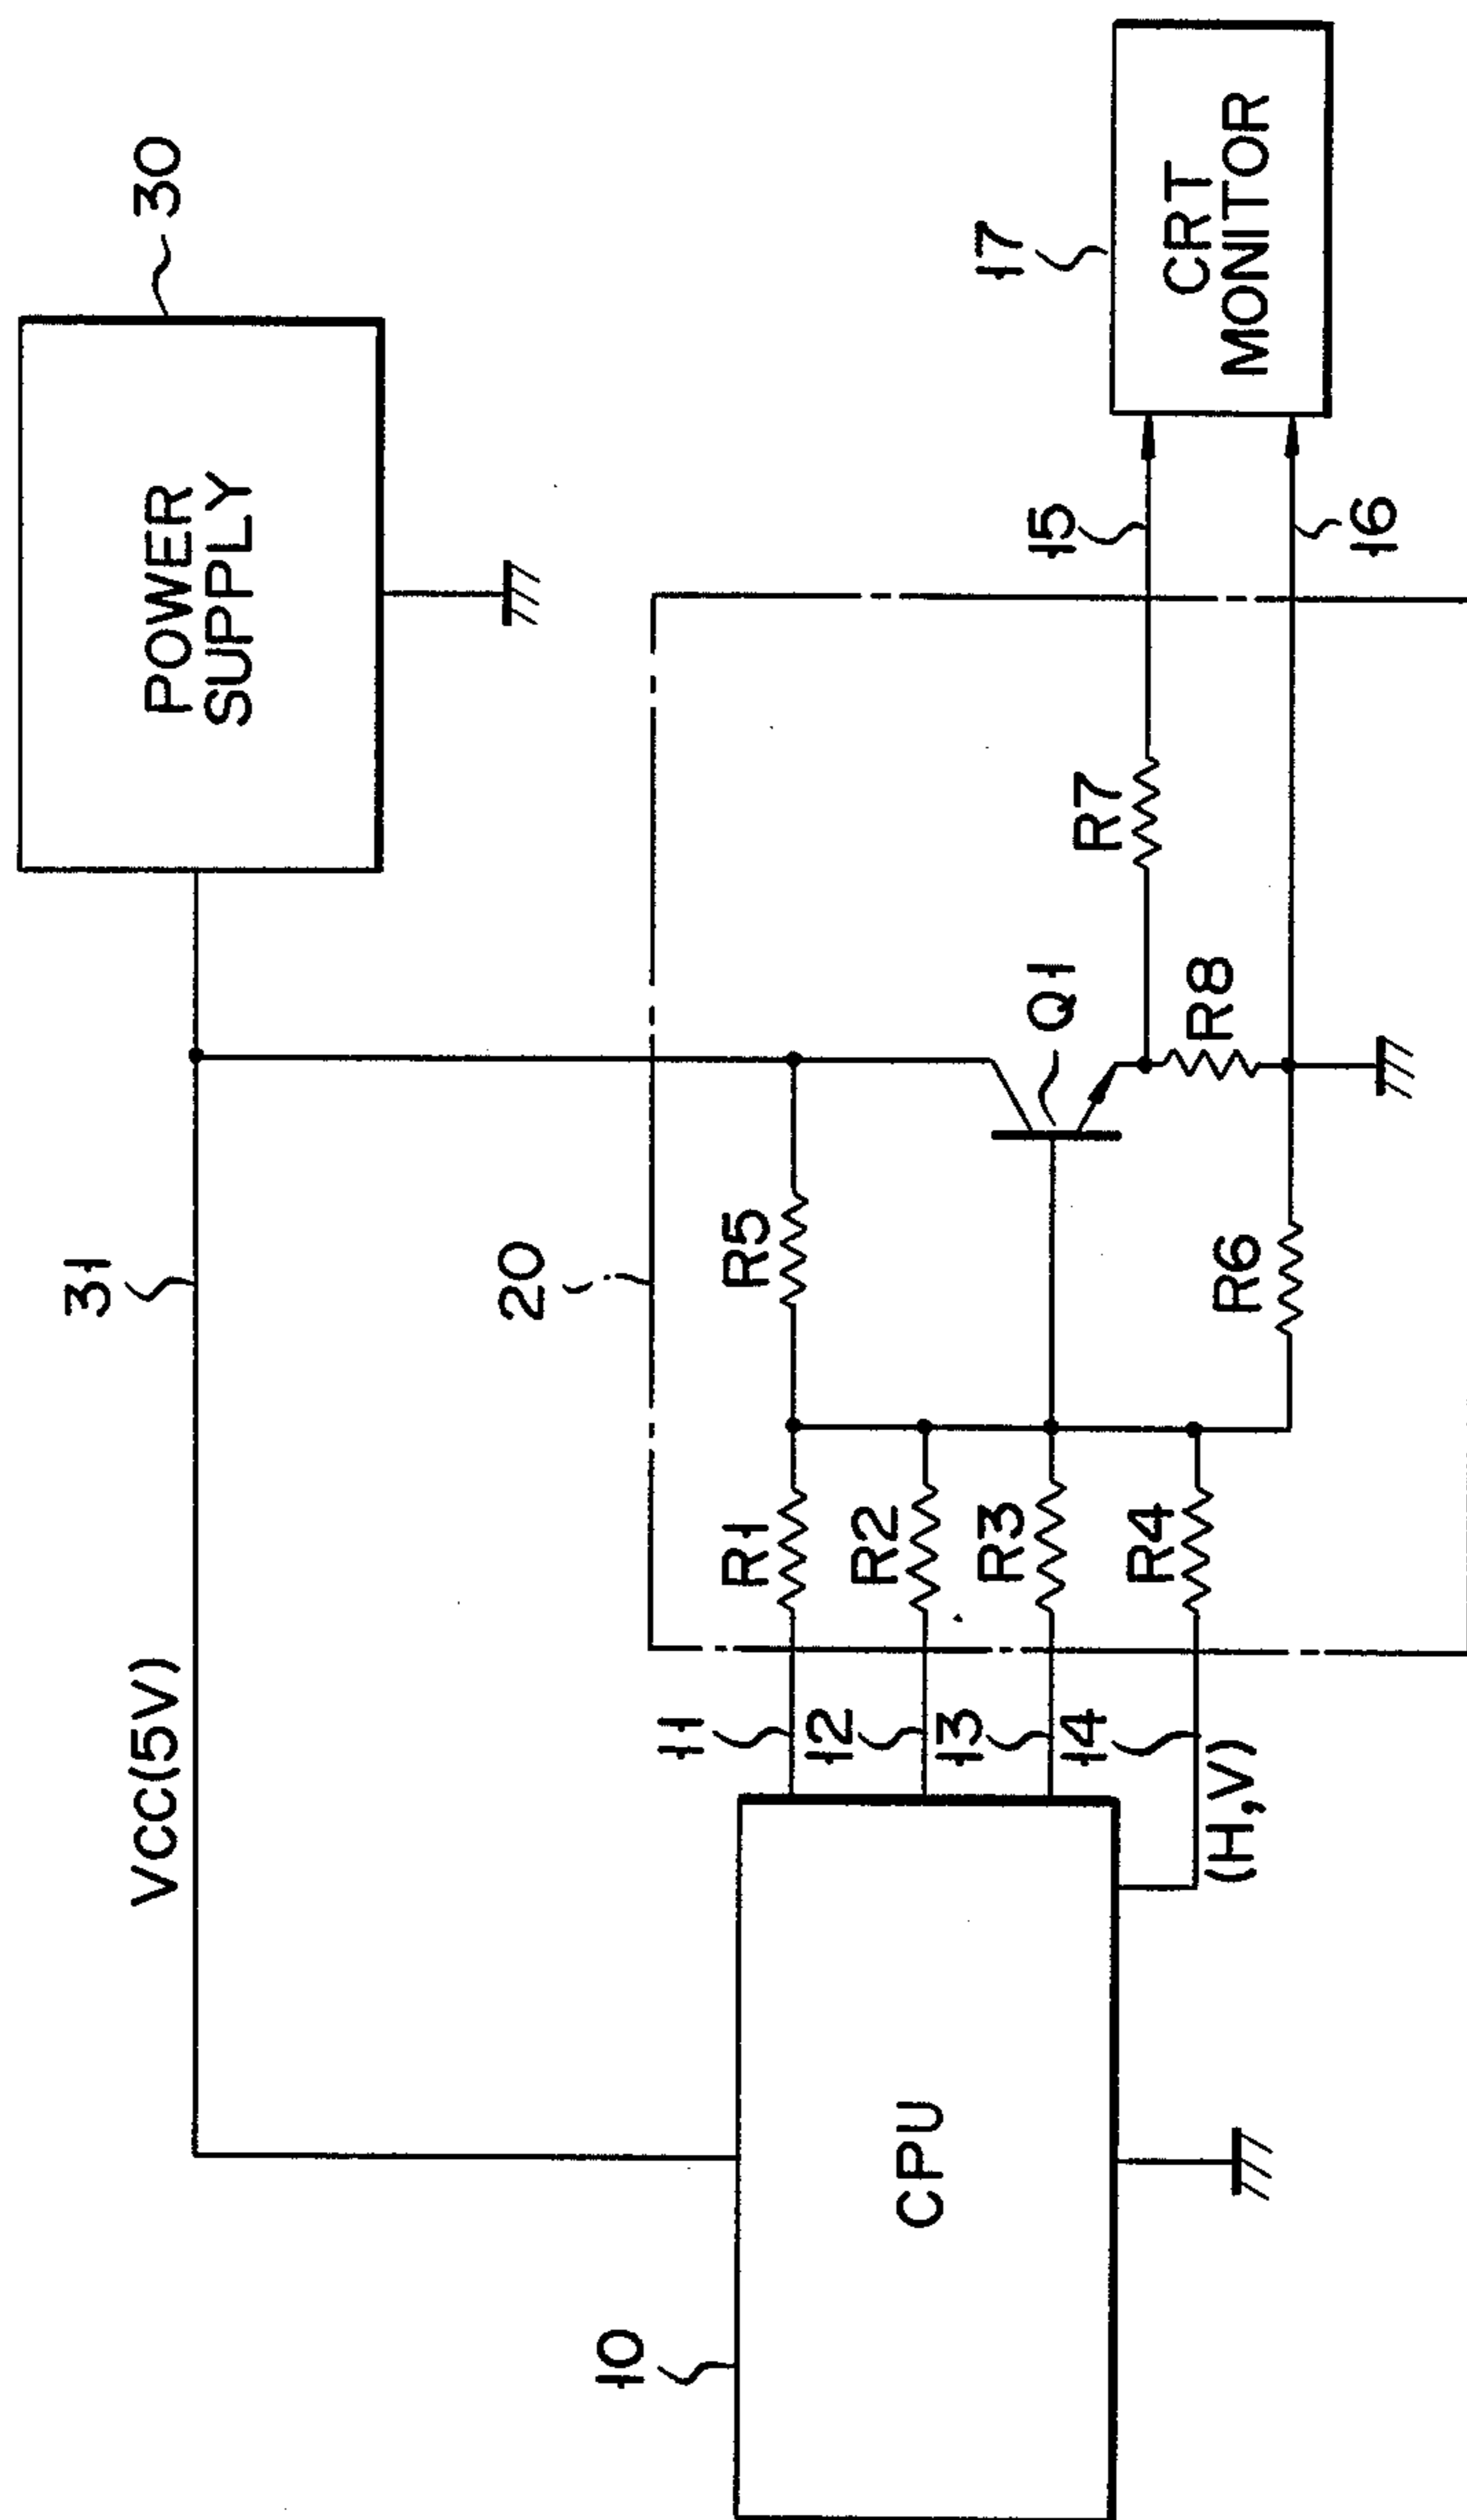 POWER
SUPPLY
30
31
VCC(5V)
20
R5
Q1
R7
R8
R6
15
16
17
CRT
MONITOR
R1
R2
R3
R4
11
12
13
14
(H,V)
10
CPU